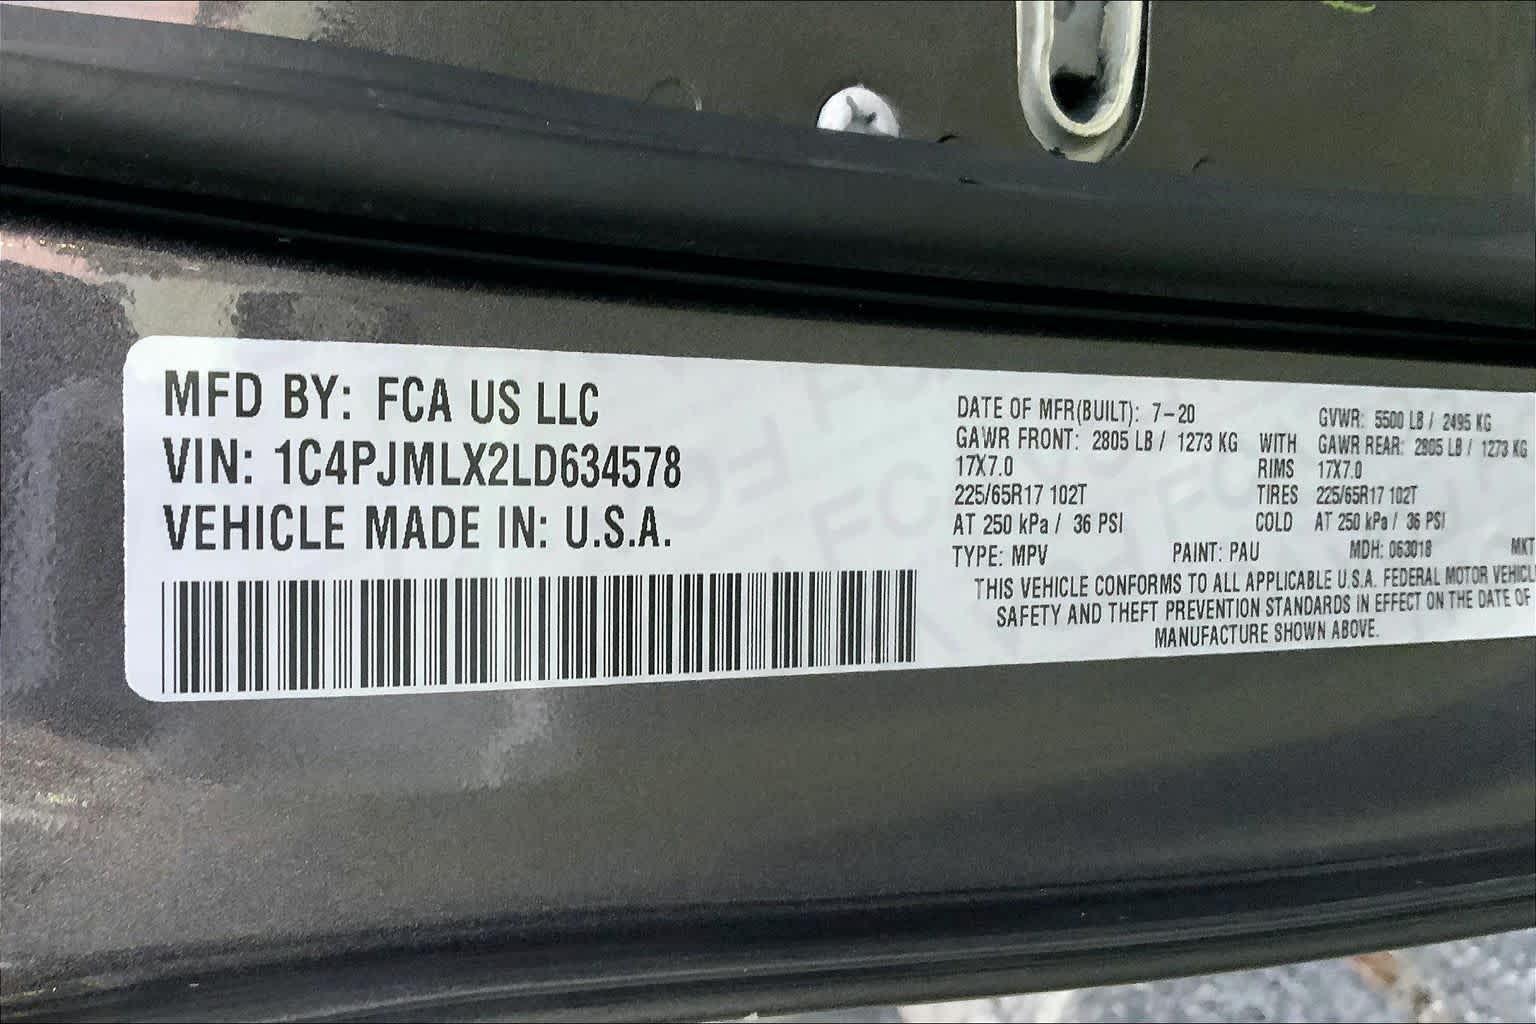 MFD BY: FCA US LLC
VIN: 1C4PJMLX2LD634578
VEHICLE MADE IN: U.S.A.
DATE OF MFR(BUILT): 7-20 GVWR: 5500 LB / 2495 KG
GAWR FRONT: 2805 LB / 1273 KG WITH GAWR REAR: 2805 LB / 1273 KG
17X7.0 RIMS 17X7.0
225/65R17 102T TIRES 225/65R17 102T
AT 250 kPa / 36 PSI COLD AT 250 kPa / 36 PSI
TYPE: MPV PAINT: PAU MDH: 063018 MKT
THIS VEHICLE CONFORMS TO ALL APPLICABLE U.S.A. FEDERAL MOTOR VEHICL
SAFETY AND THEFT PREVENTION STANDARDS IN EFFECT ON THE DATE OF
MANUFACTURE SHOWN ABOVE.